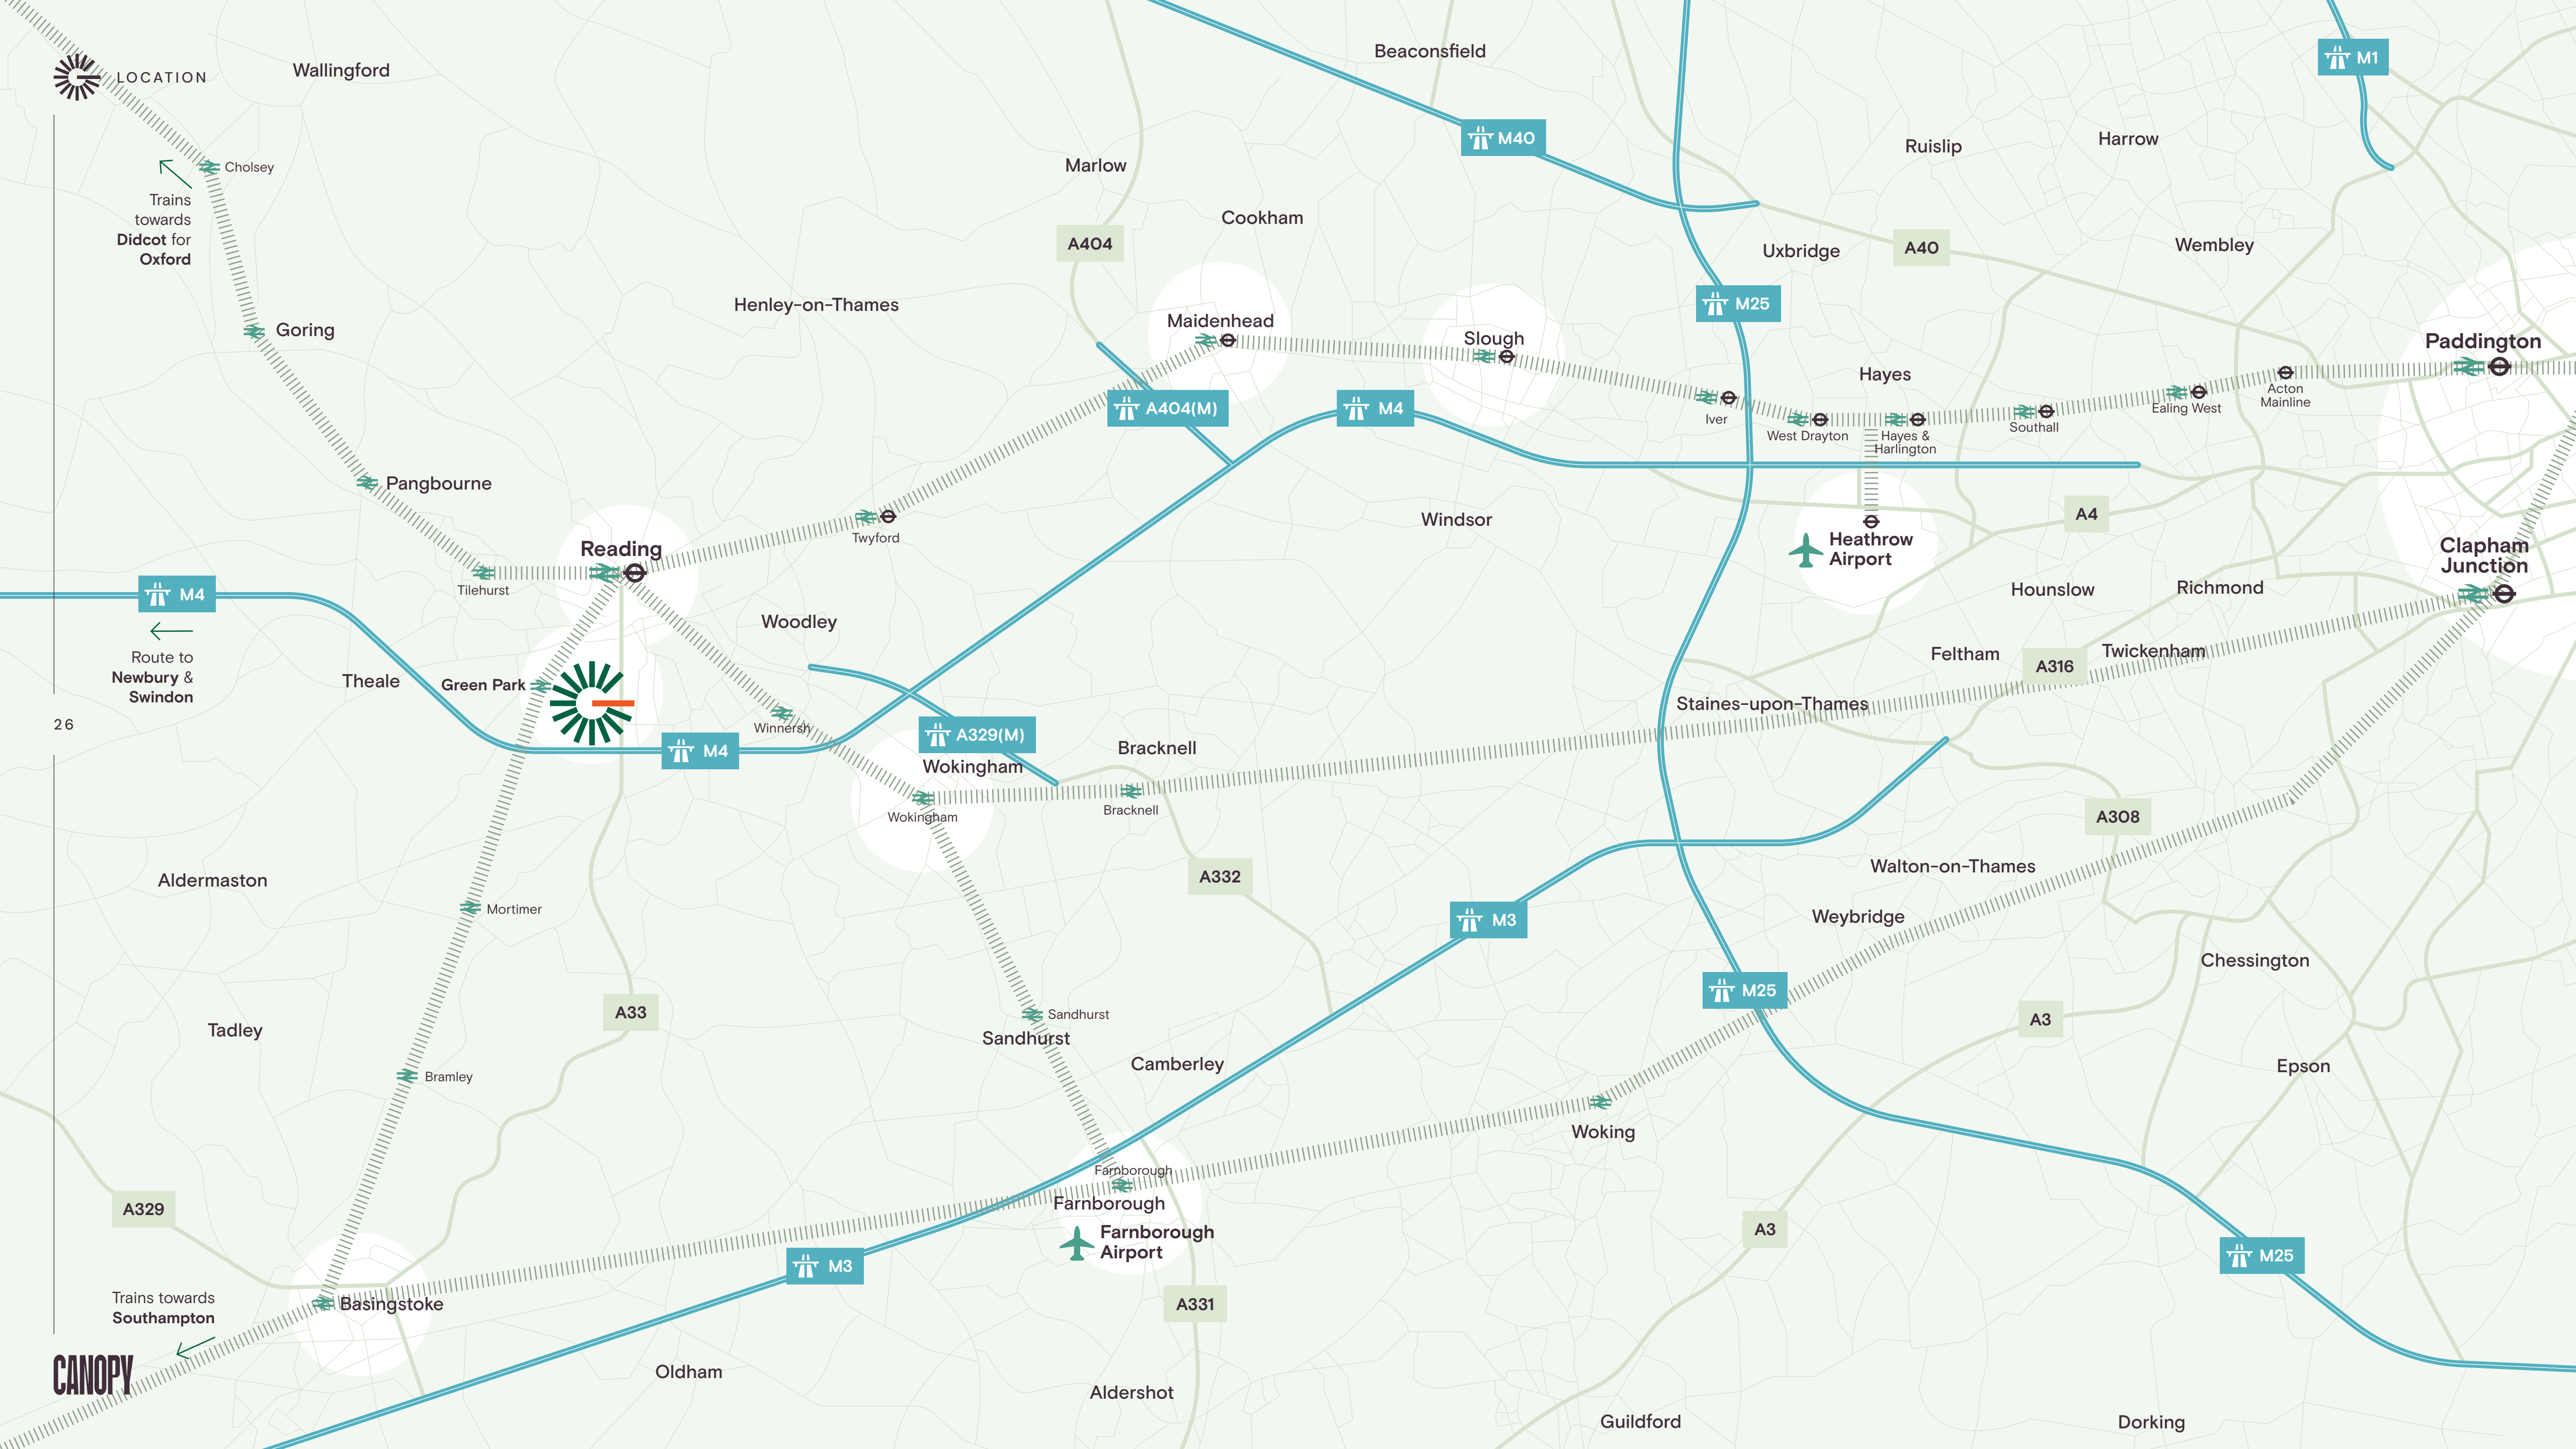 LOCATION
Wallingford
Beaconsfield
M1
M40
Ruislip
Harrow
Cholsey
Marlow
Trains
towards
Didcot for
Oxford
Cookham
A404
Uxbridge
A40
Wembley
Henley-on-Thames
M25
Goring
Maidenhead
Slough
Paddington
Hayes
A404(M)
M4
Iver
West Drayton
Hayes &
Harlington
Southall
Ealing West
Acton
Mainline
Pangbourne
Windsor
A4
Twyford
Reading
Heathrow
Airport
Clapham
Junction
Tilehurst
M4
Hounslow
Richmond
Woodley
Route to
Newbury &
Swindon
Theale
Green Park
Feltham
A316
Twickenham
Staines-upon-Thames
26
Winnersh
A329(M)
M4
Wokingham
Bracknell
Wokingham
Bracknell
A308
Aldermaston
A332
Walton-on-Thames
Mortimer
M3
Weybridge
Chessington
M25
A33
Tadley
Sandhurst
Sandhurst
A3
Camberley
Epson
Bramley
Woking
Farnborough
Farnborough
A329
Farnborough
Airport
A3
M25
M3
Trains towards
Southampton
Basingstoke
A331
CANOPY
Oldham
Aldershot
Guildford
Dorking